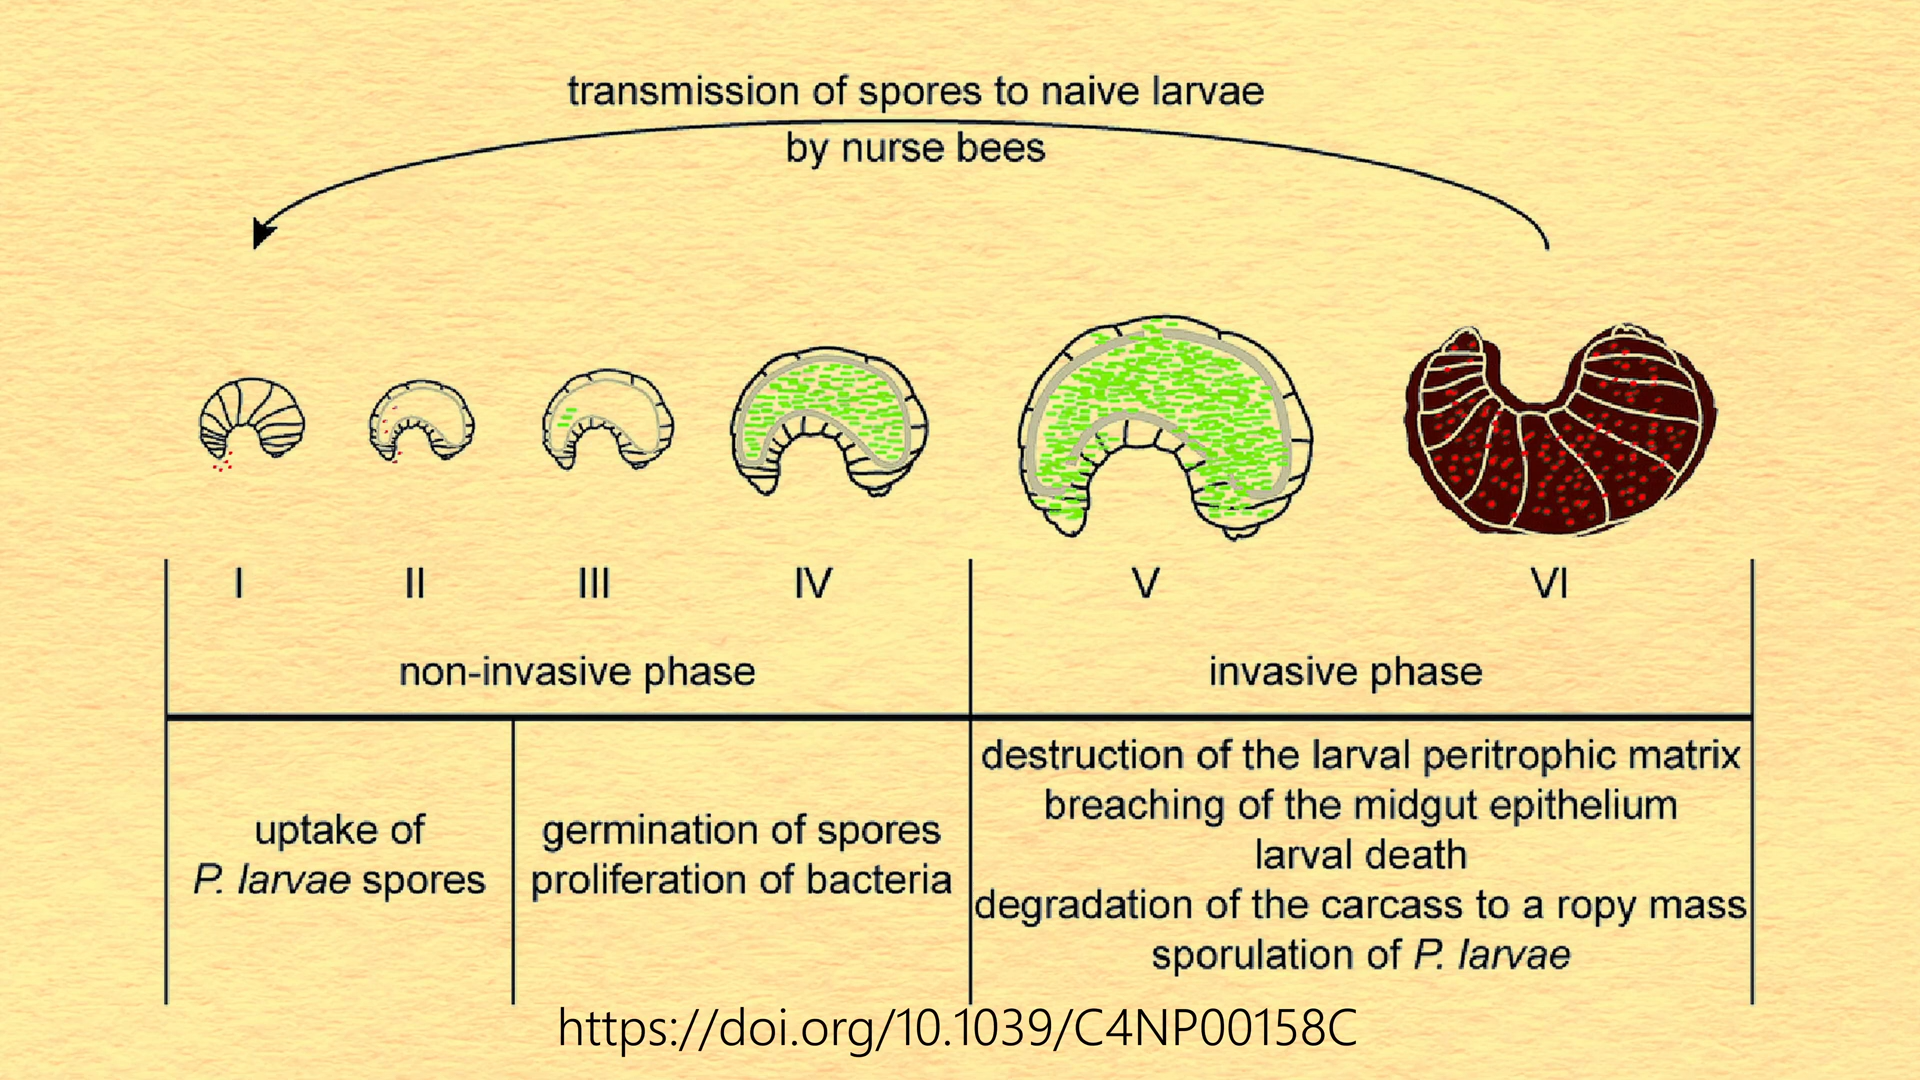 transmission of spores to naive larvae
by nurse bees
I II III IV V VI
non-invasive phase
invasive phase
uptake of
P. larvae spores
germination of spores
proliferation of bacteria
destruction of the larval peritrophic matrix
breaching of the midgut epithelium
larval death
degradation of the carcass to a ropy mass
sporulation of P. larvae
https://doi.org/10.1039/C4NP00158C